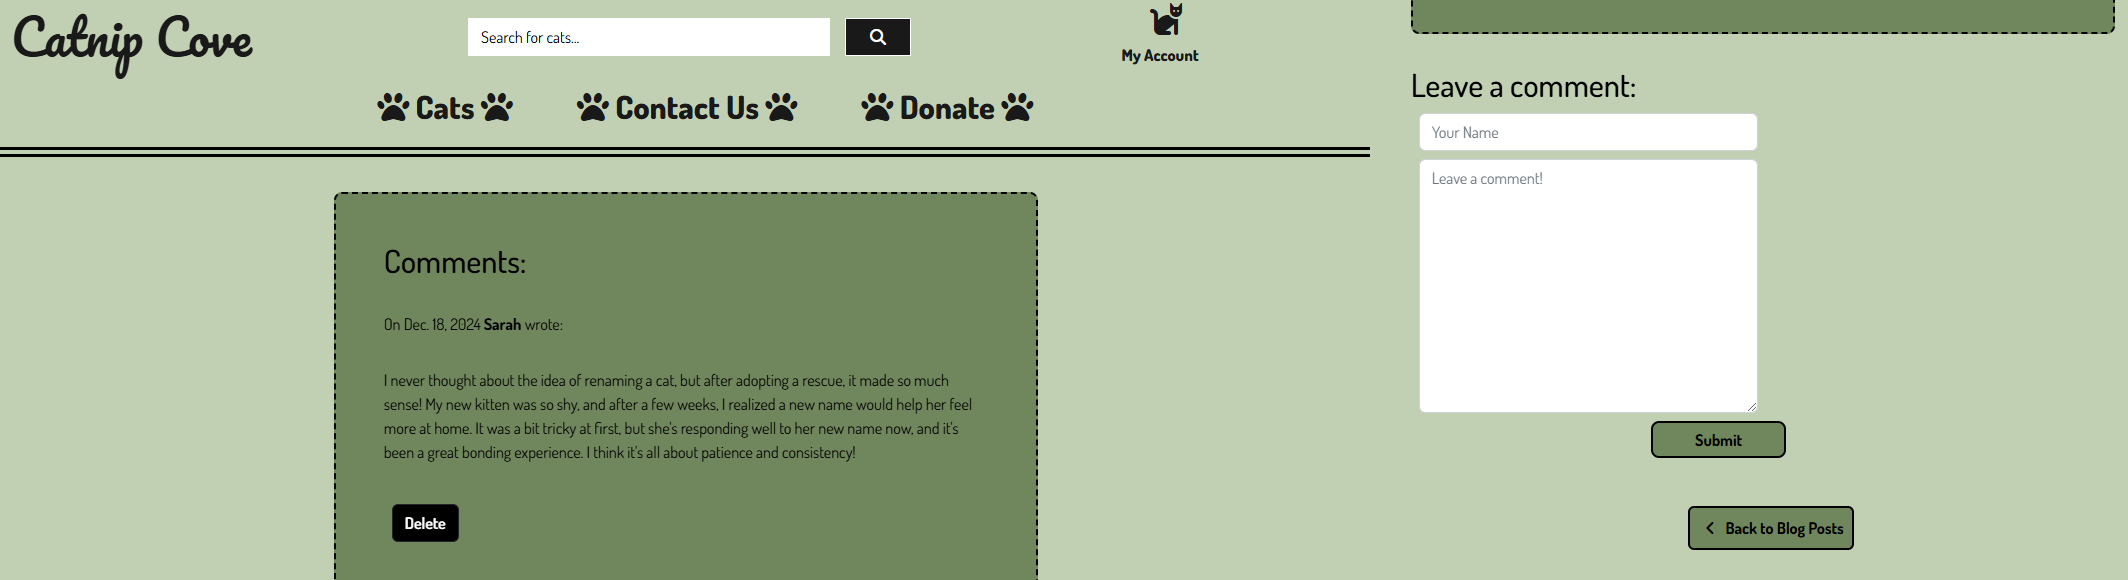 Catnip Cove
Search for cats...
My Account
Cats
Contact Us
Donate
Comments:
On Dec. 18, 2024 Sarah wrote:
I never thought about the idea of renaming a cat, but after adopting a rescue, it made so much
sense! My new kitten was so shy, and after a few weeks, I realized a new name would help her feel
more at home. It was a bit tricky at first, but she's responding well to her new name now, and it's
been a great bonding experience. I think it's all about patience and consistency!
Delete
Leave a comment:
Your Name
Leave a comment!
Submit
Back to Blog Posts